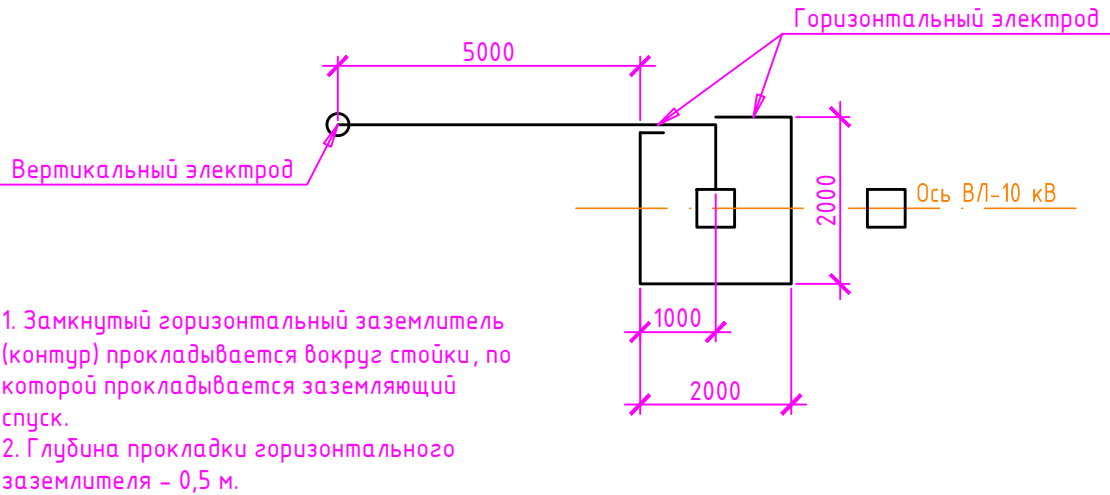 Горизонтальный электрод
5000
Вертикальный электрод
2000
Ось ВЛ-10 кВ
1000
2000
1. Замкнутый горизонтальный заземлитель
(контур) прокладывается вокруг стойки, по
которой прокладывается заземляющий
спуск.
2. Глубина прокладки горизонтального
заземлителя - 0,5 м.